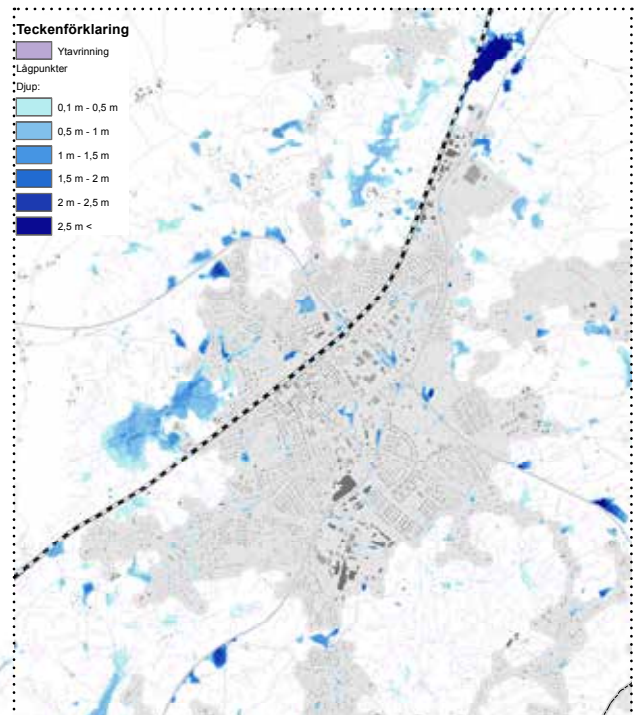 Teckenförklaring
Ytavrinning
Lågpunkter
Djup:
0,1 m - 0,5 m
0,5 m - 1 m
1 m - 1,5 m
1,5 m - 2 m
2 m - 2,5 m
2,5 m <